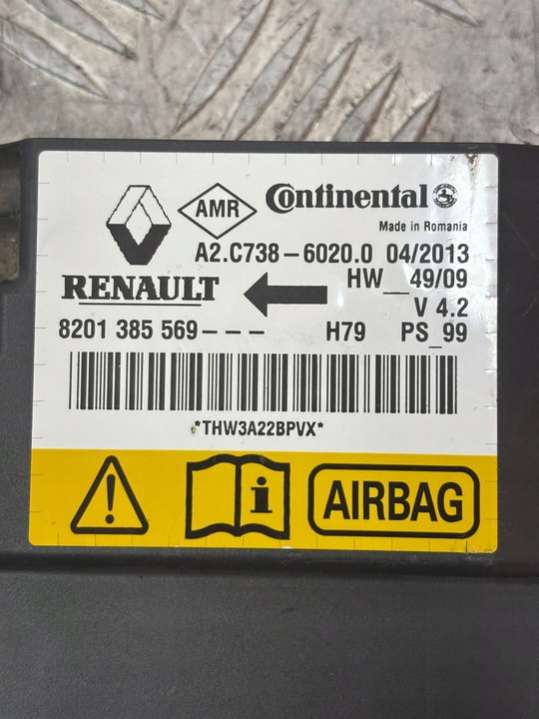 AMR Continental
Made in Romania
A2.C738-6020.0 04/2013
RENAULT HW__49/09
V 4.2
8201 385 569--- H79 PS_99
*THW3A22BPVX*
i AIRBAG